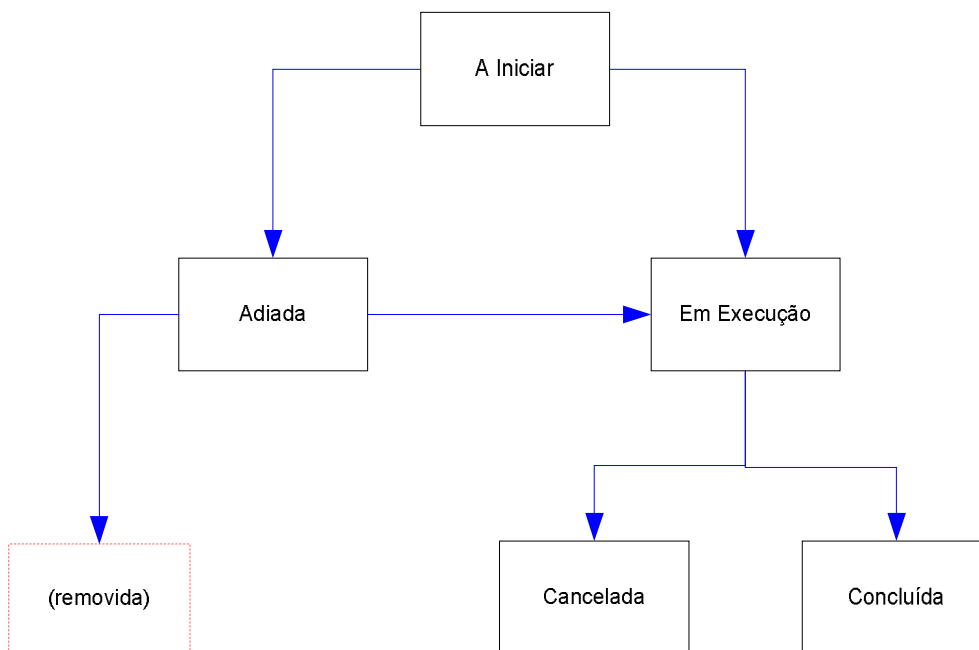 A Iniciar
Adiada
Em Execução
(removida)
Cancelada
Concluída